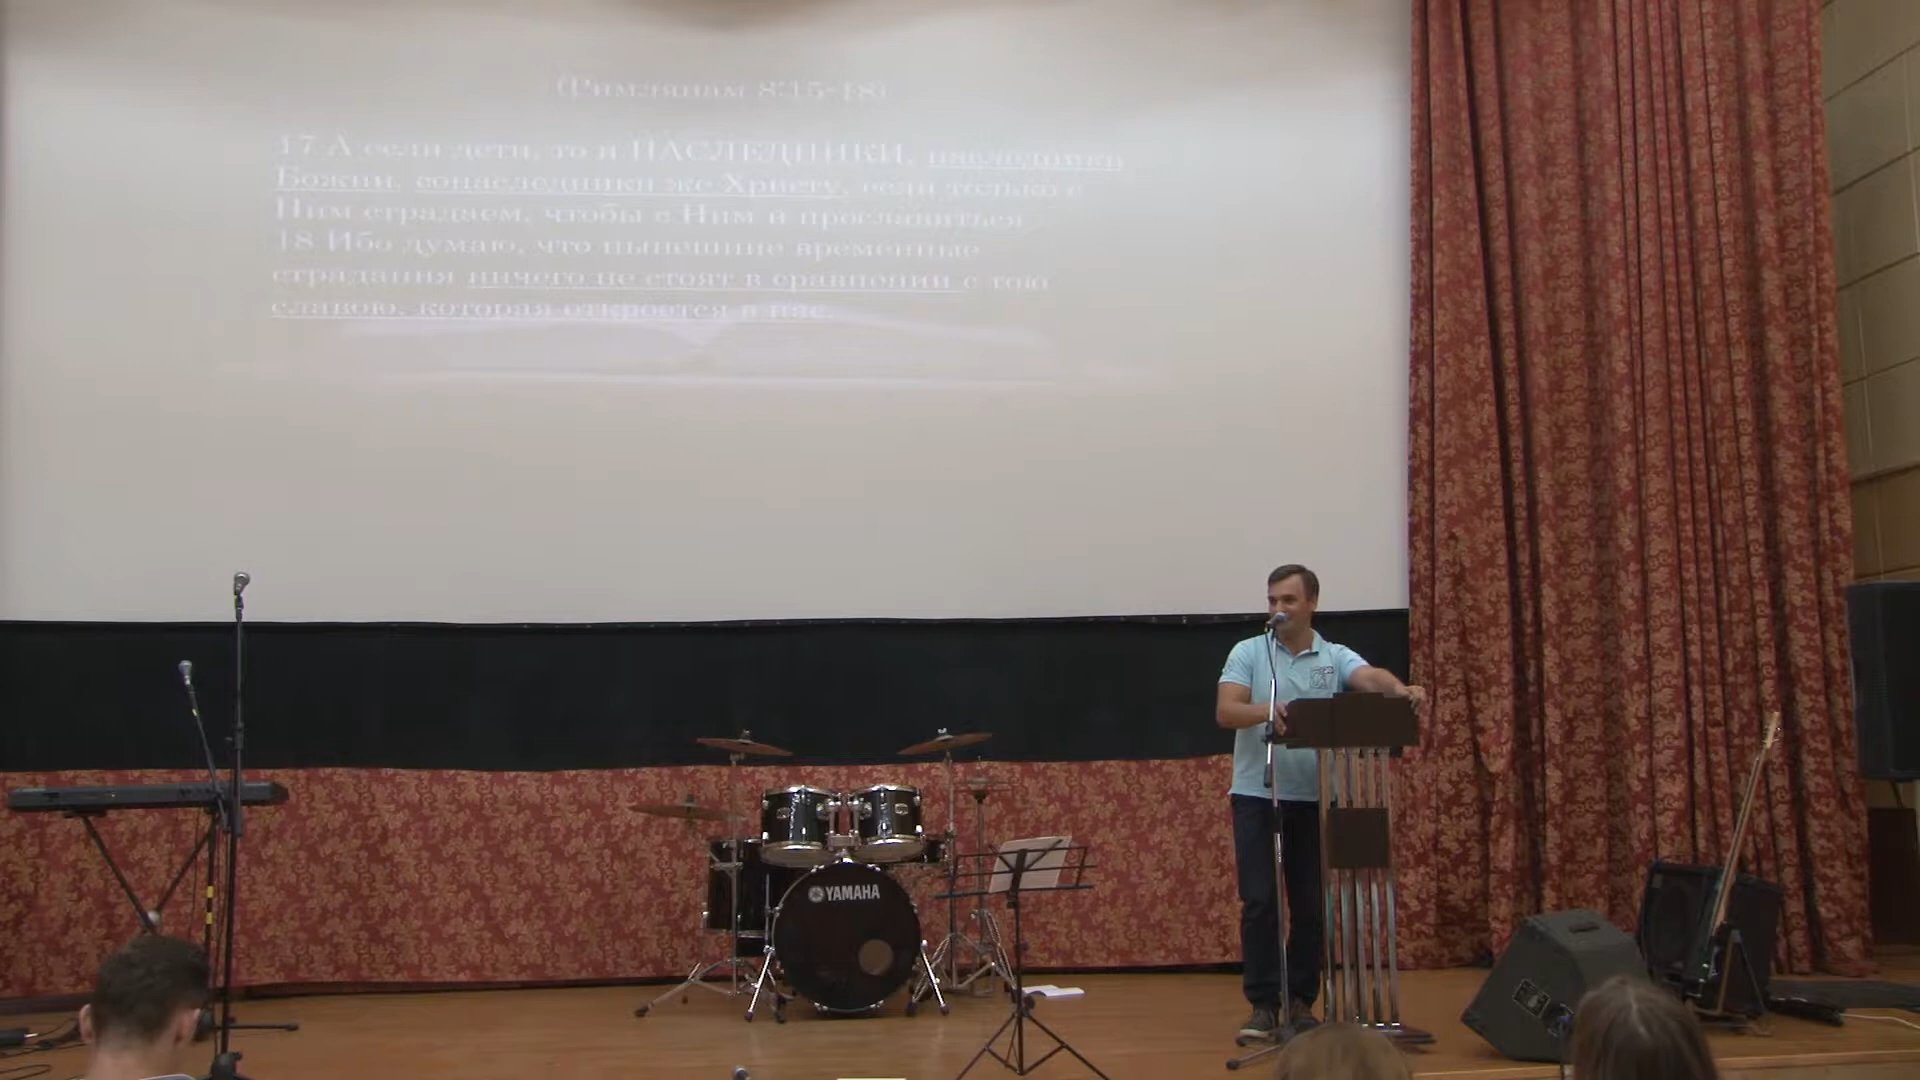 (Римлянам 8:15-18)
17 А если дети, то и НАСЛЕДНИКИ, наследники
Божии, сонаследники же Христу, если только с
Ним страдаем, чтобы с Ним и прославиться.
18 Ибо думаю, что нынешние временные
страдания ничего не стоят в сравнении с тою
славою, которая откроется в нас.
YAMAHA